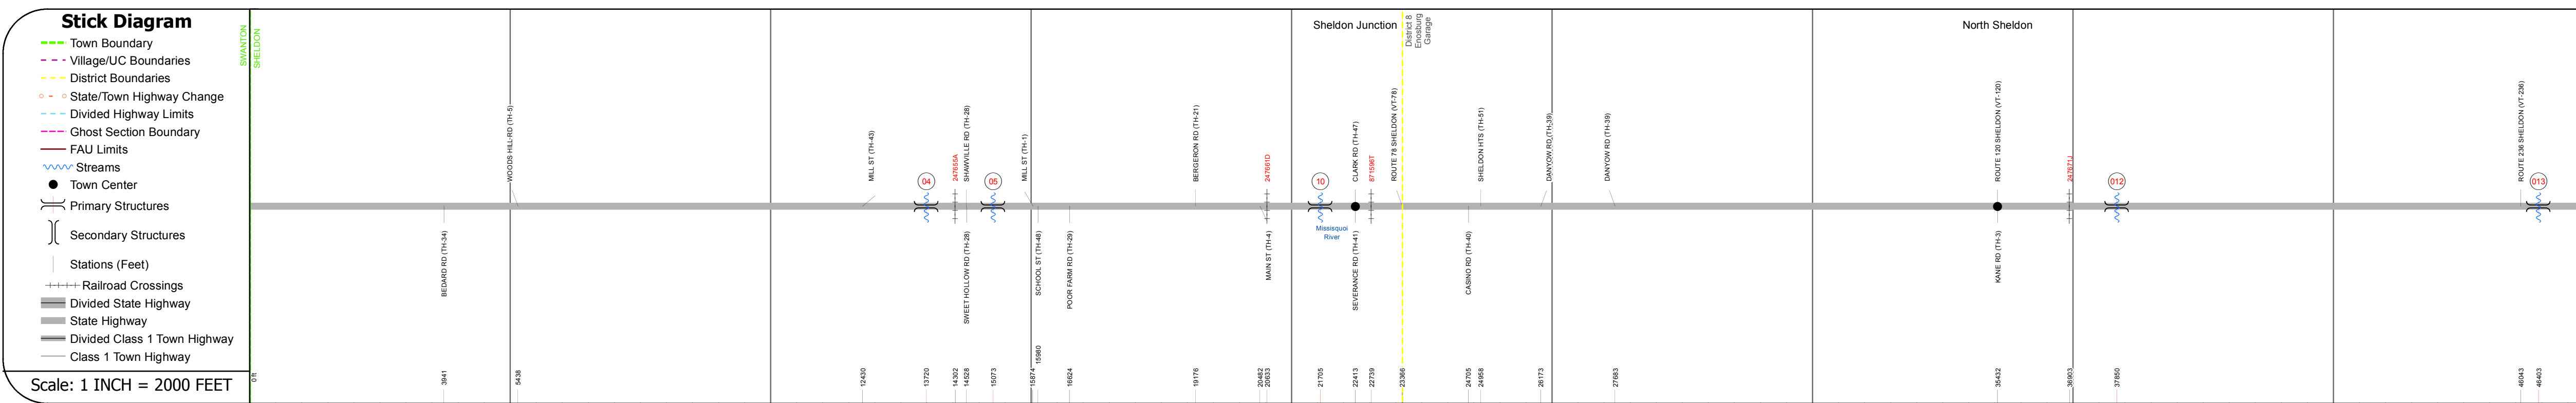 Stick Diagram
Town Boundary
Village/UC Boundaries
District Boundaries
State/Town Highway Change
Divided Highway Limits
Ghost Section Boundary
FAU Limits
Streams
Town Center
Primary Structures
Secondary Structures
Stations (Feet)
Railroad Crossings
Divided State Highway
State Highway
Divided Class 1 Town Highway
Class 1 Town Highway
Scale: 1 INCH = 2000 FEET
SWANTON
SHELDON
Sheldon Junction
District 8
Enosburg
Garage
North Sheldon
WOODS HILL RD (TH-5)
MILL ST (TH-43)
04
247655A
SHAWVILLE RD (TH-28)
05
MILL ST (TH-1)
BERGERON RD (TH-21)
247661D
10
CLARK RD (TH-47)
871596T
ROUTE 78 SHELDON (VT-78)
SHELDON HTS (TH-51)
DANYOW RD (TH-39)
DANYOW RD (TH-39)
ROUTE 120 SHELDON (VT-120)
247671J
012
ROUTE 236 SHELDON (VT-236)
013
BEDARD RD (TH-34)
SWEET HOLLOW RD (TH-28)
SCHOOL ST (TH-48)
POOR FARM RD (TH-29)
MAIN ST (TH-4)
Missisquoi
River
SEVERANCE RD (TH-41)
CASINO RD (TH-40)
KANE RD (TH-3)
0 ft
3941
5438
12430
13720
14302
14528
15073
15874
15980
16624
19176
20482
20633
21705
22413
22739
23366
24705
24958
26173
27683
35432
36903
37850
46043
46403